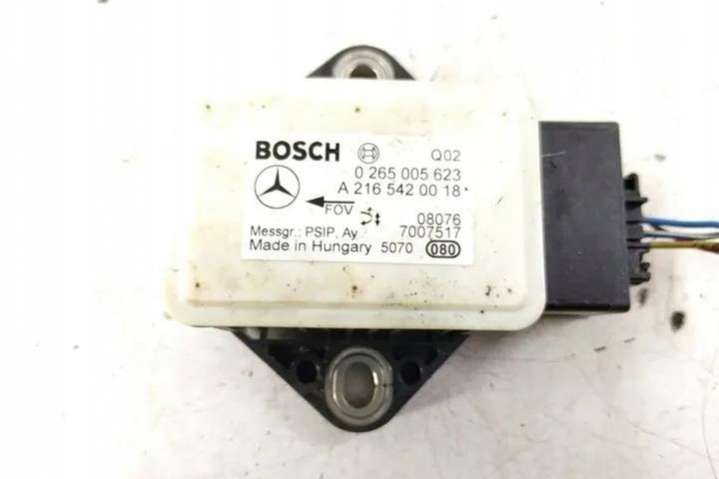 BOSCH Q02
0 265 005 623
A 216 542 00 18
FOV 08076
Messgr.: PSIP, Ay 7007517
Made in Hungary 5070 080